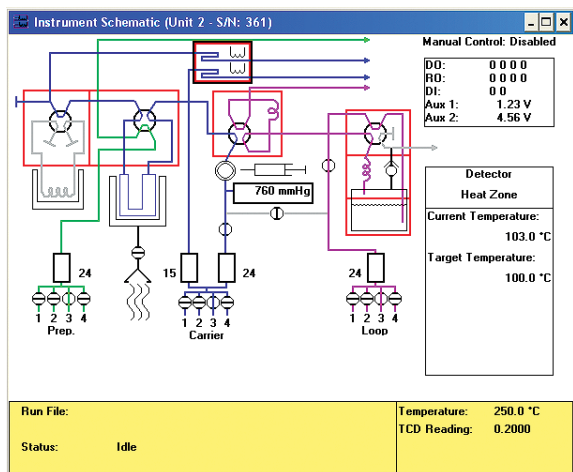 Instrument Schematic (Unit 2 - S/N: 361)
Manual Control: Disabled
DO: 0 0 0 0
RO: 0 0 0 0
DI: 0 0
Aux 1: 1.23 V
Aux 2: 4.56 V
760 mmHg
Detector
Heat Zone
Current Temperature:
103.0 °C
Target Temperature:
100.0 °C
24
15
24
24
1 2 3 4
Prep.
1 2 3 4
Carrier
1 2 3 4
Loop
Run File:
Status: Idle
Temperature: 250.0 °C
TCD Reading: 0.2000